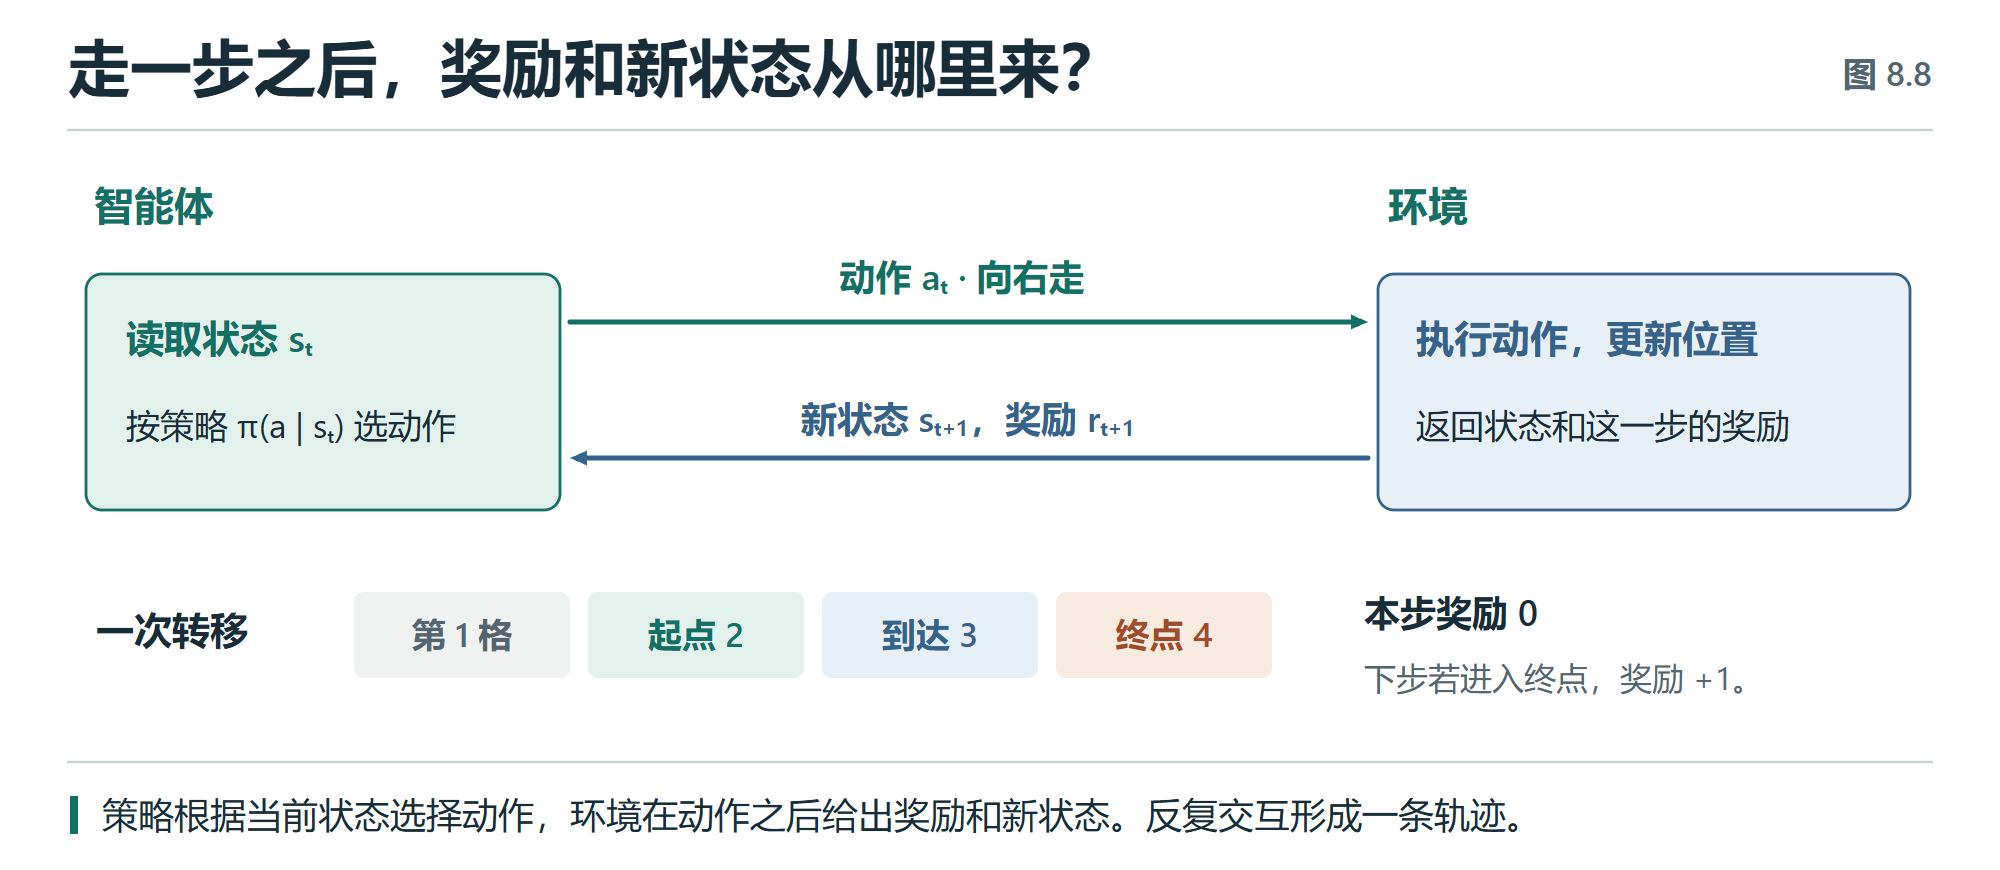 走一步之后，奖励和新状态从哪里来？
图 8.8
智能体
环境
动作 aₜ · 向右走
读取状态 sₜ
执行动作，更新位置
按策略 π(a | sₜ) 选动作
新状态 sₜ₊₁，奖励 rₜ₊₁
返回状态和这一步的奖励
一次转移
第 1 格
起点 2
到达 3
终点 4
本步奖励 0
下步若进入终点，奖励 +1。
策略根据当前状态选择动作，环境在动作之后给出奖励和新状态。反复交互形成一条轨迹。